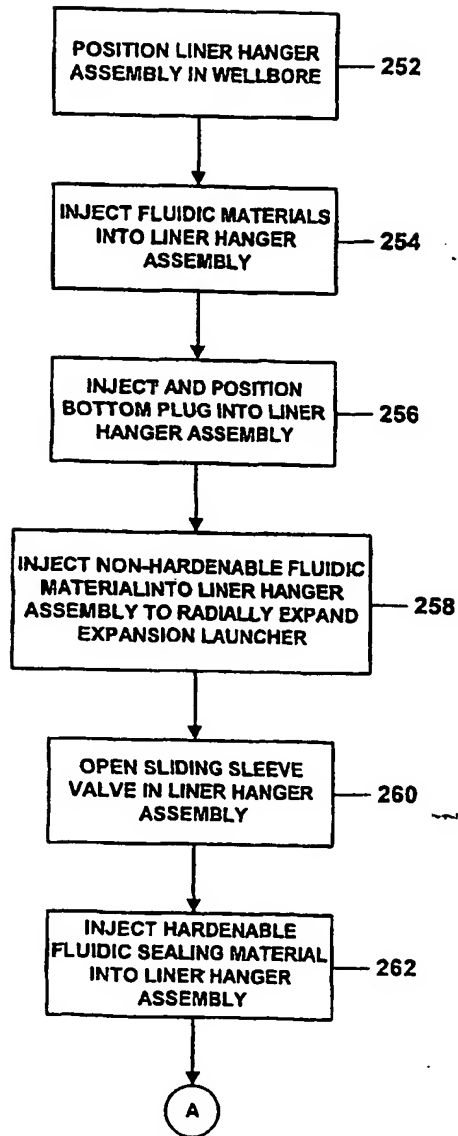 POSITION LINER HANGER
ASSEMBLY IN WELLBORE
252
INJECT FLUIDIC MATERIALS
INTO LINER HANGER
ASSEMBLY
254
INJECT AND POSITION
BOTTOM PLUG INTO LINER
HANGER ASSEMBLY
256
INJECT NON-HARDENABLE FLUIDIC
MATERIALINTO LINER HANGER
ASSEMBLY TO RADIALLY EXPAND
EXPANSION LAUNCHER
258
OPEN SLIDING SLEEVE
VALVE IN LINER HANGER
ASSEMBLY
260
INJECT HARDENABLE
FLUIDIC SEALING MATERIAL
INTO LINER HANGER
ASSEMBLY
262
A